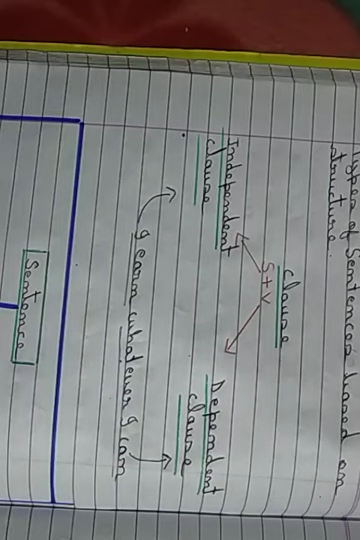 Types of Sentences based on
structure.
Clause
S+V
Independent Clause
Dependent Clause
I earn whatever I can
Sentence